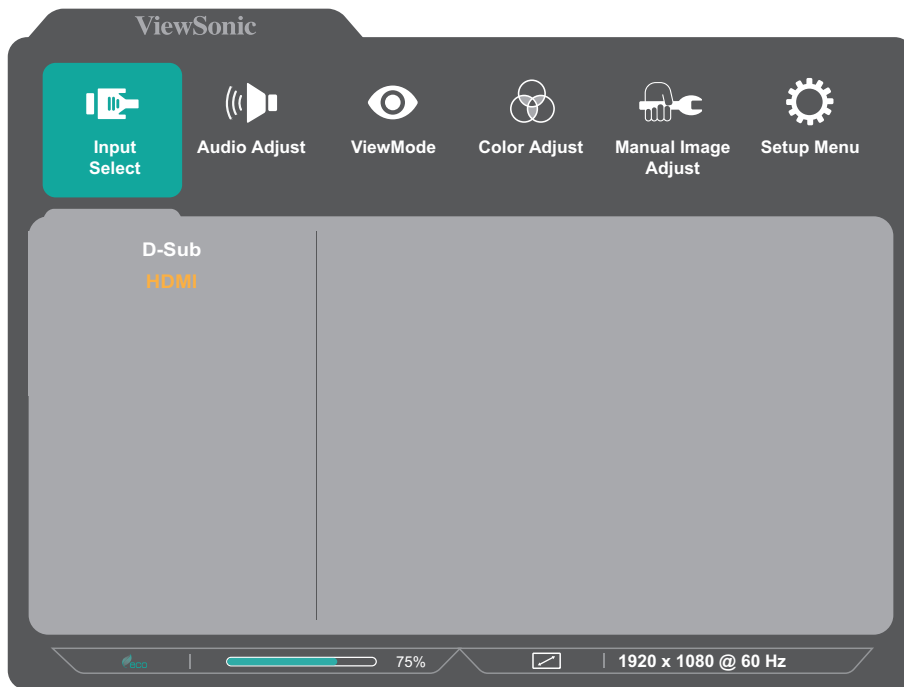 ViewSonic
Input
Select
Audio Adjust
ViewMode
Color Adjust
Manual Image
Adjust
Setup Menu
D-Sub
HDMI
eco
75%
1920 x 1080 @ 60 Hz